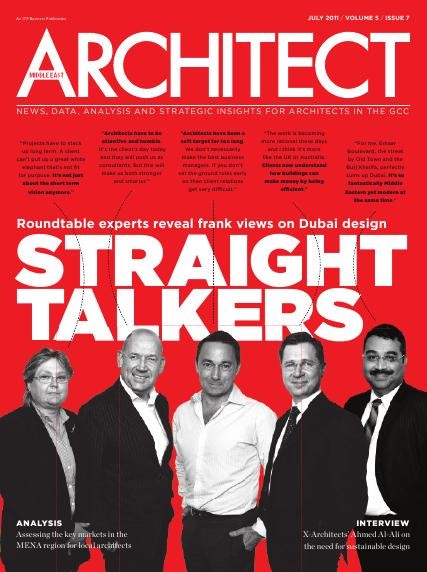 An ITP Business Publication
JULY 2011 / VOLUME 5 / ISSUE 7
ARCHITECT
MIDDLE EAST
NEWS, DATA, ANALYSIS AND STRATEGIC INSIGHTS FOR ARCHITECTS IN THE GCC
"Projects have to stack
up long term. A client
can't put up a great white
elephant that's not fit
for purpose. It's not just
about the short term
vision anymore."
"Architects have to be
attentive and humble.
It's the client's day today
and they will push us as
consultants. But this will
make us both stronger
and smarter."
"Architects have been a
soft target for too long.
We don't necessarily
make the best business
managers. If you don't
set the ground rules early
on then client relations
get very difficult."
"The work is becoming
more rational these days
and I think it's more
like the UK or Australia.
Clients now understand
how buildings can
make money by being
efficient."
"For me, Emaar
Boulevard, the street
by Old Town and the
Burj Khalifa, perfectly
sums up Dubai. It's so
fantastically Middle
Eastern yet modern at
the same time."
Roundtable experts reveal frank views on Dubai design
STRAIGHT
TALKERS
ANALYSIS
Assessing the key markets in the
MENA region for local architects
INTERVIEW
X-Architects' Ahmed Al-Ali on
the need for sustainable design